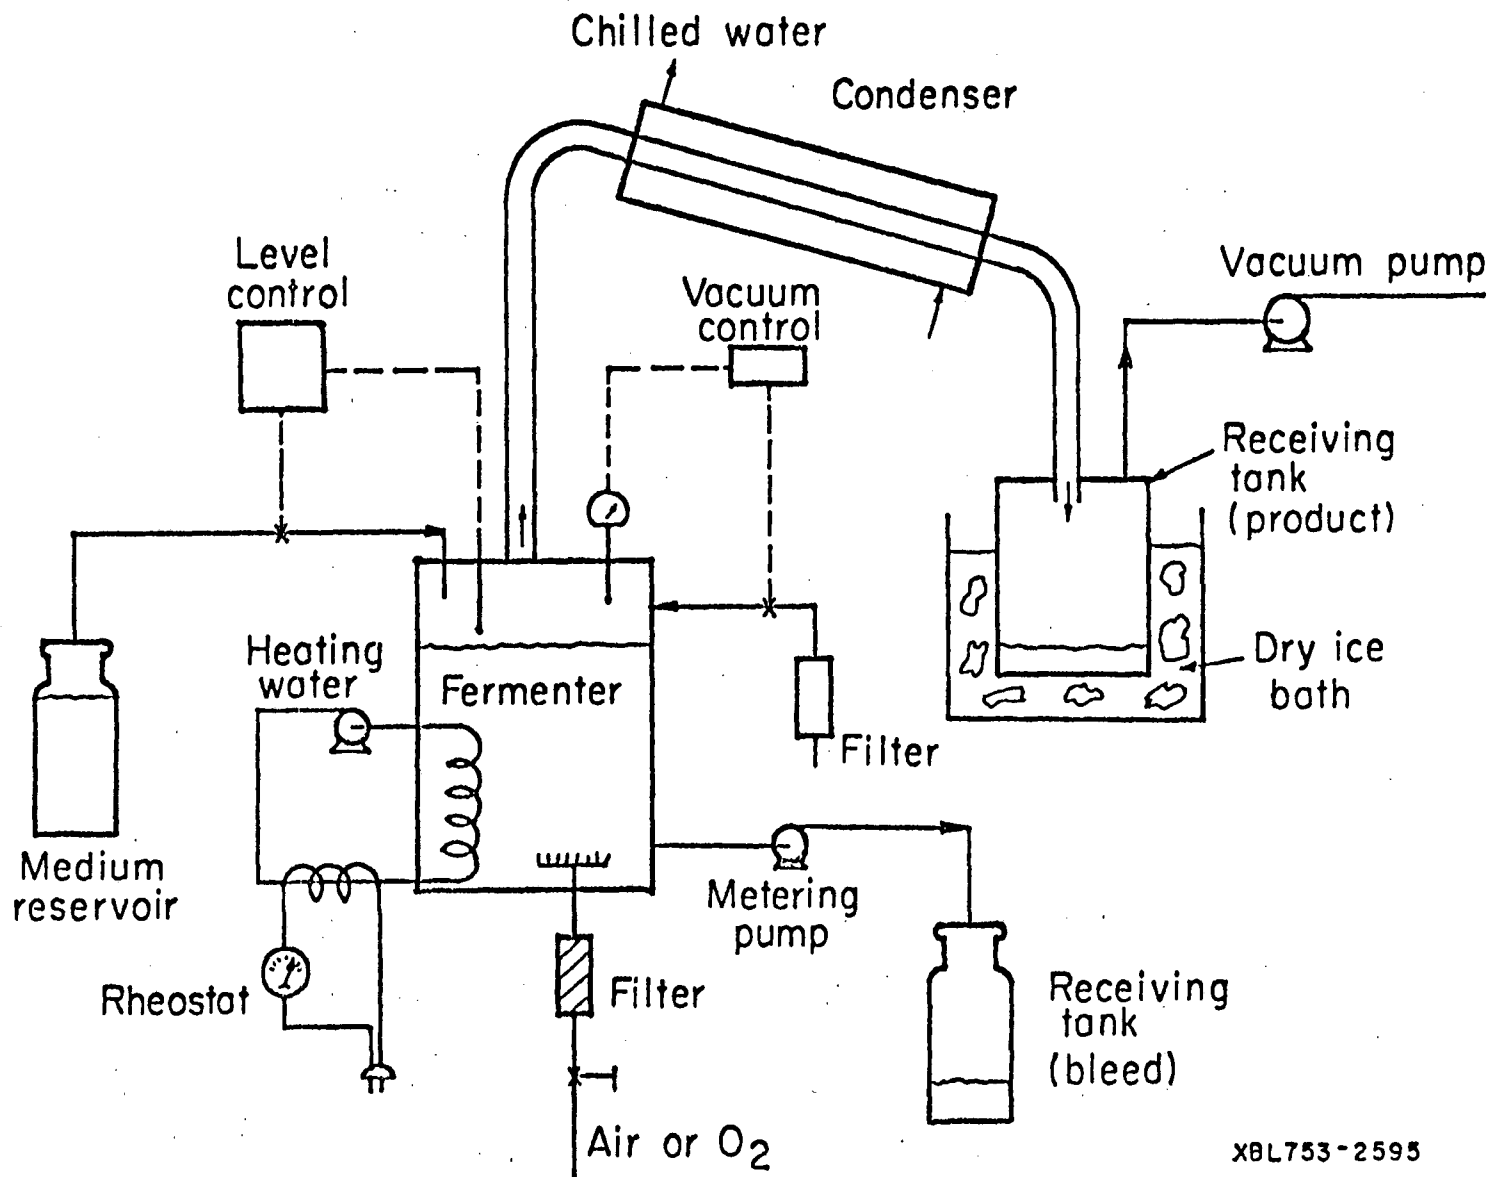 Chilled water
Condenser
Level
control
Vacuum
control
Vacuum pump
Receiving
tank
(product)
Heating
water
Fermenter
Dry ice
bath
Filter
Medium
reservoir
Metering
pump
Rheostat
Filter
Receiving
tank
(bleed)
Air or O2
XBL753-2595